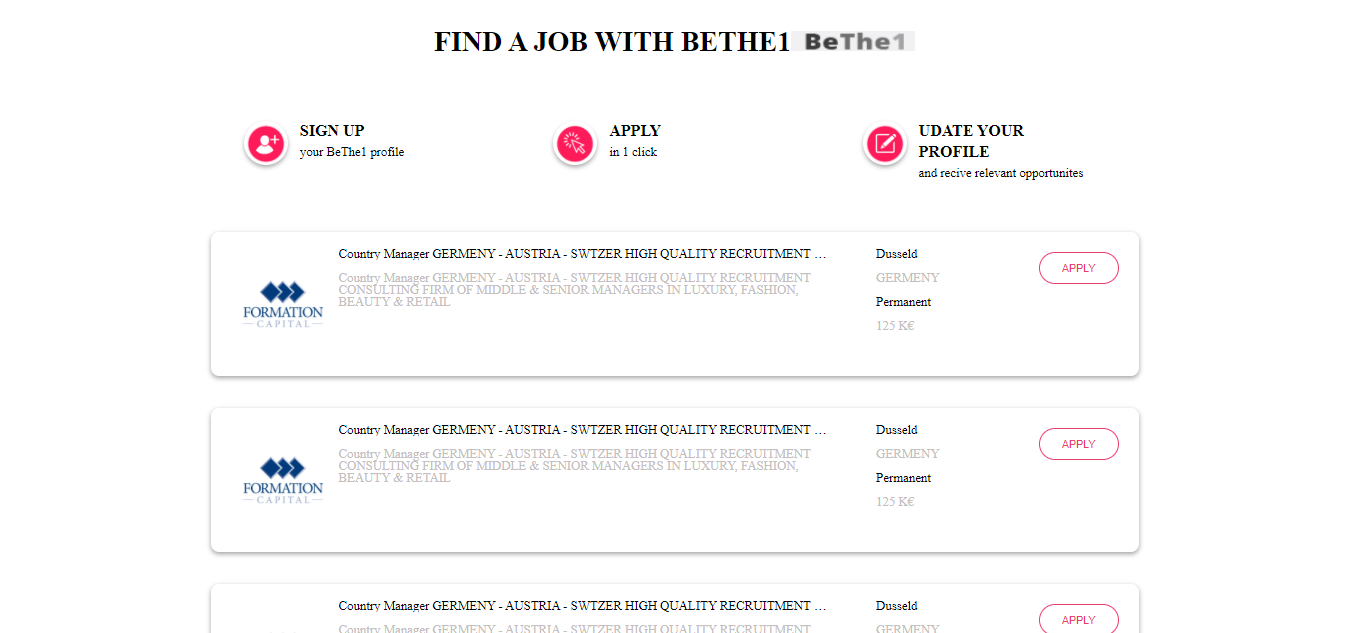 FIND A JOB WITH BETHE1 BeThe1
SIGN UP
your BeThe1 profile
APPLY
in 1 click
UDATE YOUR
PROFILE
and recive relevant opportunites
Country Manager GERMENY - AUSTRIA - SWTZER HIGH QUALITY RECRUITMENT …
Country Manager GERMENY - AUSTRIA - SWTZER HIGH QUALITY RECRUITMENT
CONSULTING FIRM OF MIDDLE & SENIOR MANAGERS IN LUXURY, FASHION,
BEAUTY & RETAIL
FORMATION
CAPITAL
Dusseld
GERMENY
Permanent
125 K€
APPLY
Country Manager GERMENY - AUSTRIA - SWTZER HIGH QUALITY RECRUITMENT …
Country Manager GERMENY - AUSTRIA - SWTZER HIGH QUALITY RECRUITMENT
CONSULTING FIRM OF MIDDLE & SENIOR MANAGERS IN LUXURY, FASHION,
BEAUTY & RETAIL
FORMATION
CAPITAL
Dusseld
GERMENY
Permanent
125 K€
APPLY
Country Manager GERMENY - AUSTRIA - SWTZER HIGH QUALITY RECRUITMENT …
Country Manager GERMENY - AUSTRIA - SWTZER HIGH QUALITY RECRUITMENT
Dusseld
GERMENY
APPLY